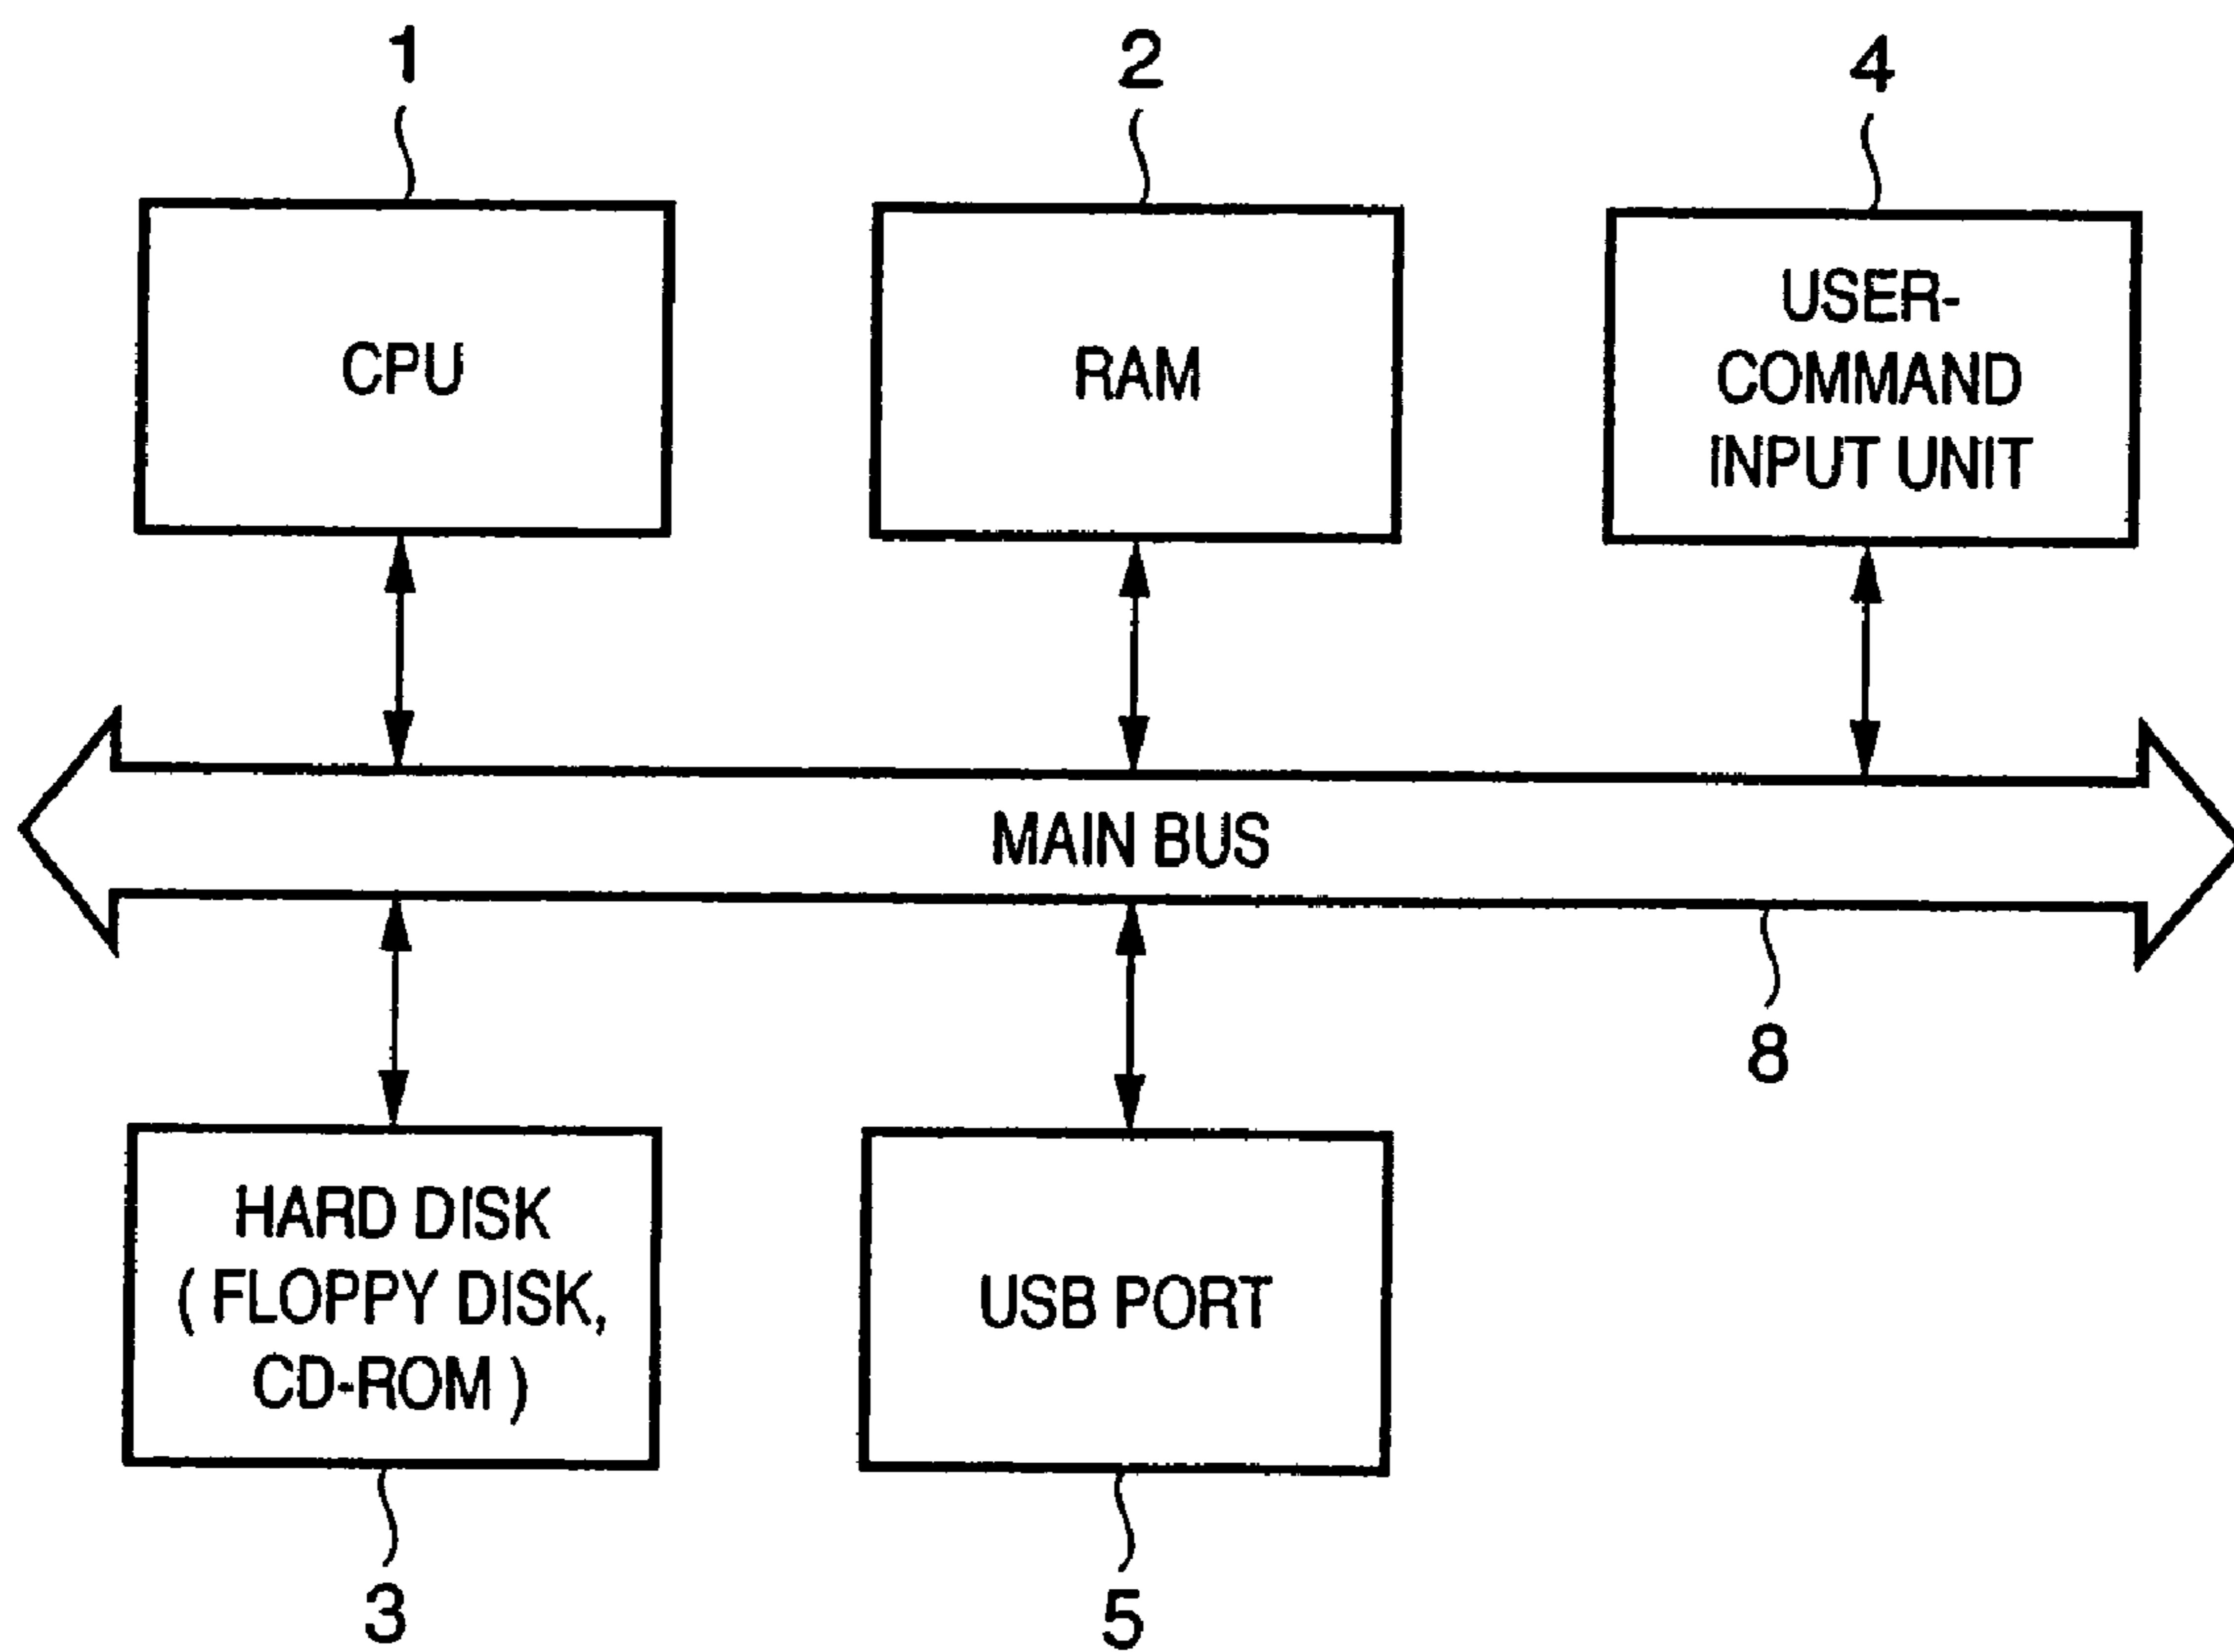 1
2
4
CPU
RAM
USER-
COMMAND
INPUT UNIT
MAIN BUS
8
HARD DISK
( FLOPPY DISK,
CD-ROM )
USB PORT
3
5